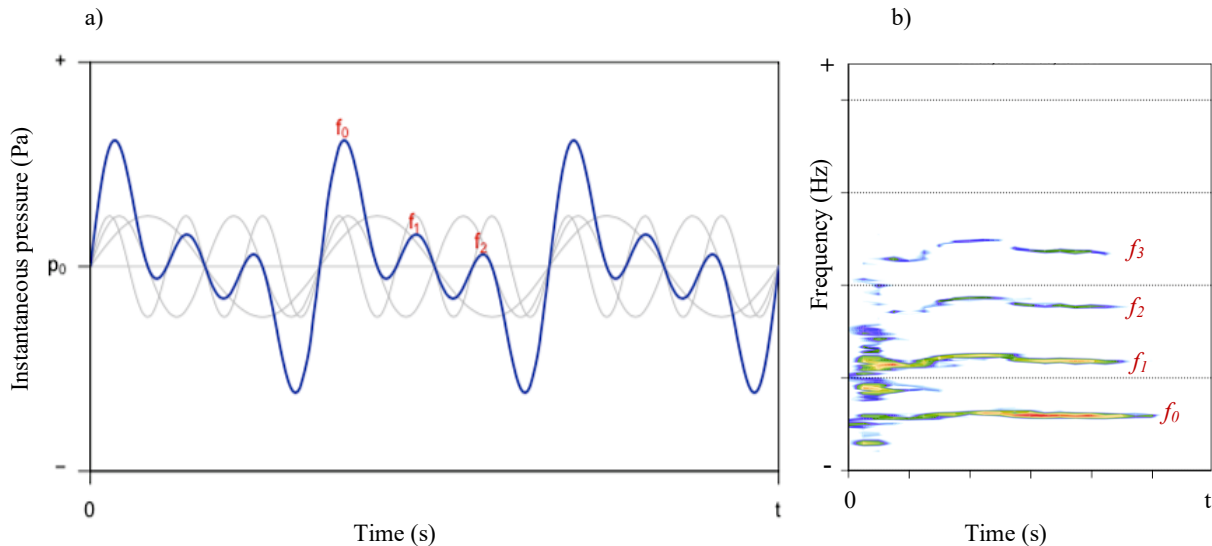 a)
b)
+
Instantaneous pressure (Pa)
p₀
–
f₀
f₁
f₂
0
t
Time (s)
+
Frequency (Hz)
-
f₃
f₂
f₁
f₀
0
t
Time (s)